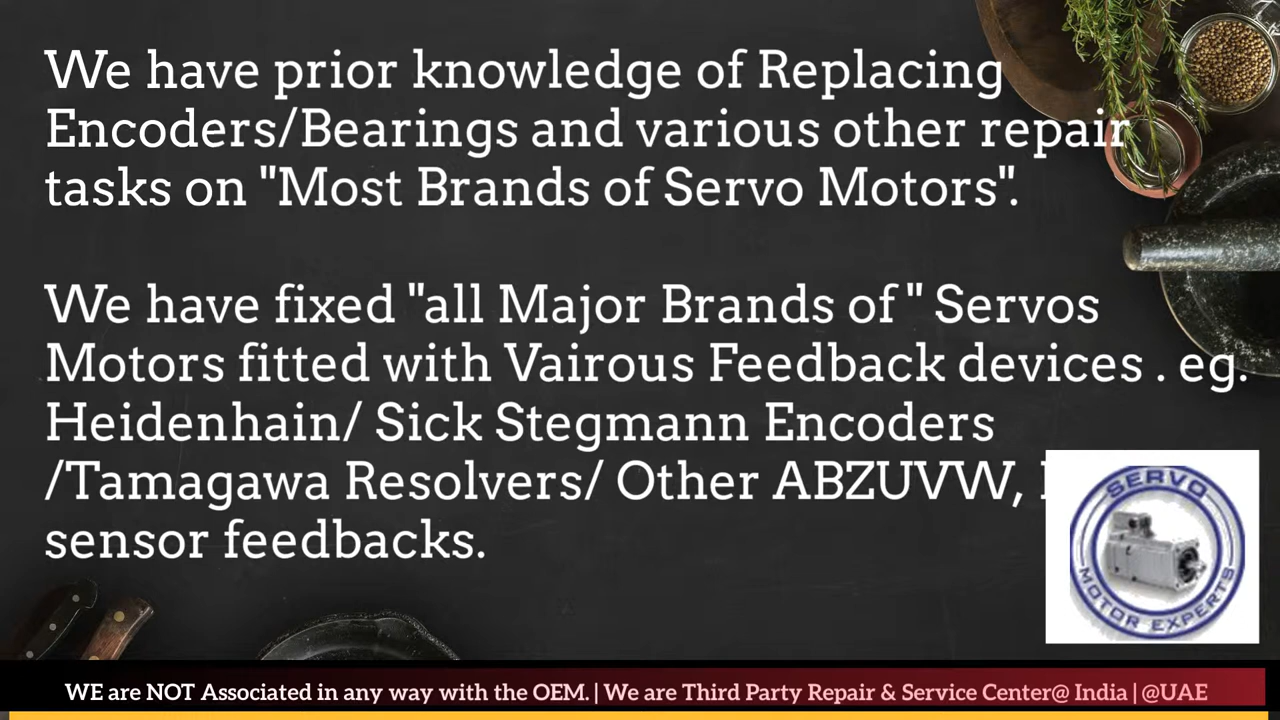 We have prior knowledge of Replacing
Encoders/Bearings and various other repair
tasks on "Most Brands of Servo Motors".
We have fixed "all Major Brands of " Servos
Motors fitted with Vairous Feedback devices . eg.
Heidenhain/ Sick Stegmann Encoders
/Tamagawa Resolvers/ Other ABZUVW,
sensor feedbacks.
SERVO
MOTOR EXPERTS
WE are NOT Associated in any way with the OEM. | We are Third Party Repair & Service Center@ India | @UAE